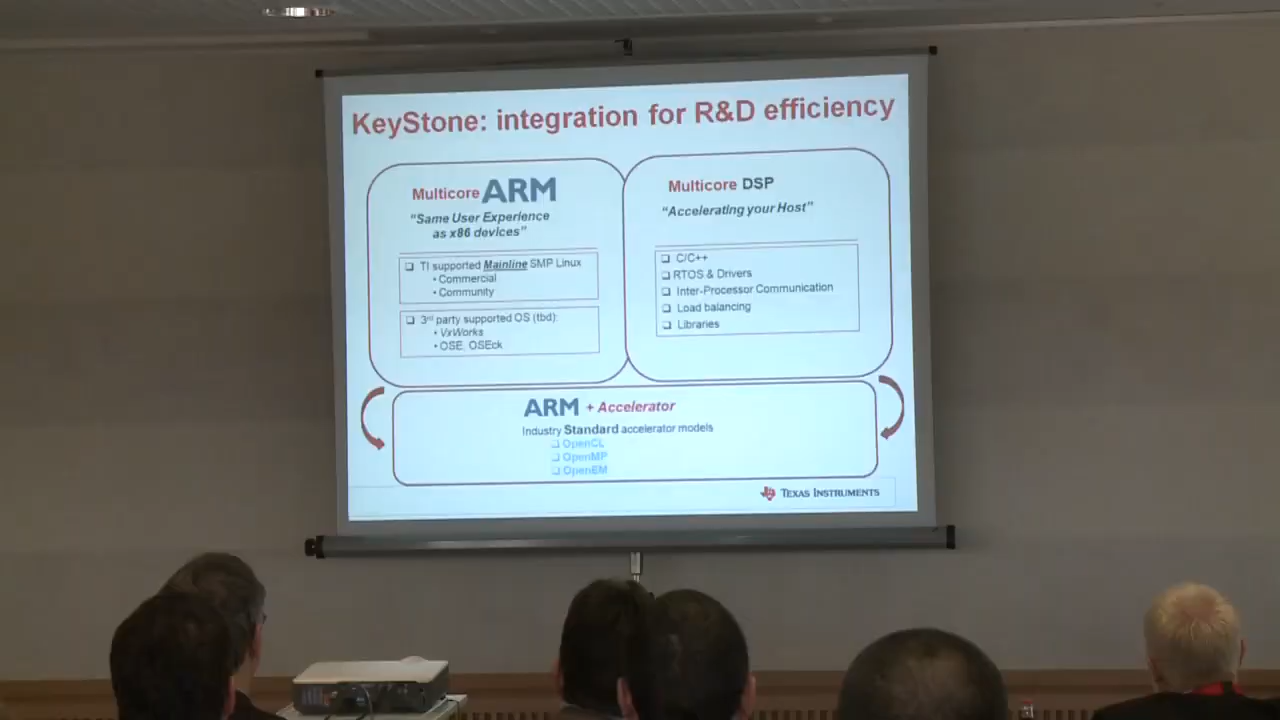 KeyStone: integration for R&D efficiency
Multicore ARM
"Same User Experience
as x86 devices"
❑ TI supported Mainline SMP Linux
• Commercial
• Community
❑ 3rd party supported OS (tbd):
• VxWorks
• OSE, OSEck
Multicore DSP
"Accelerating your Host"
❑ C/C++
❑ RTOS & Drivers
❑ Inter-Processor Communication
❑ Load balancing
❑ Libraries
ARM + Accelerator
Industry Standard accelerator models
❑ OpenCL
❑ OpenMP
❑ OpenEM
TEXAS INSTRUMENTS